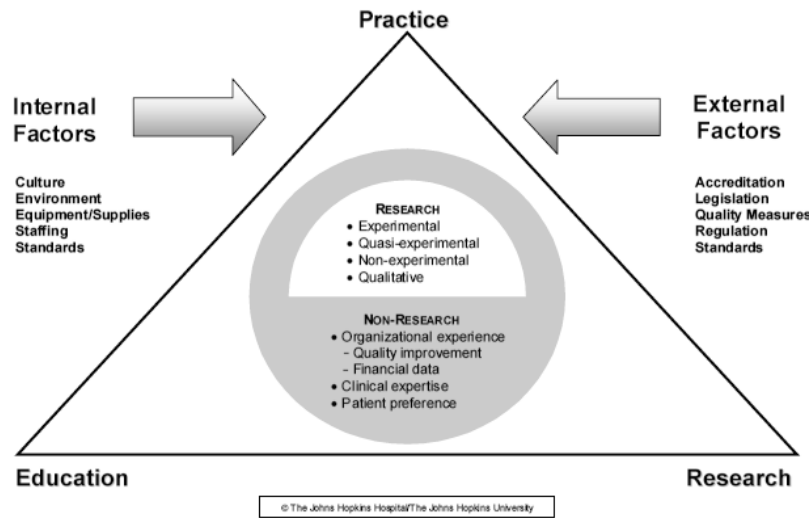 Practice
Internal
Factors
External
Factors
Culture
Environment
Equipment/Supplies
Staffing
Standards
Accreditation
Legislation
Quality Measures
Regulation
Standards
RESEARCH
• Experimental
• Quasi-experimental
• Non-experimental
• Qualitative
NON-RESEARCH
• Organizational experience
- Quality improvement
- Financial data
• Clinical expertise
• Patient preference
Education
Research
© The Johns Hopkins Hospital/The Johns Hopkins University